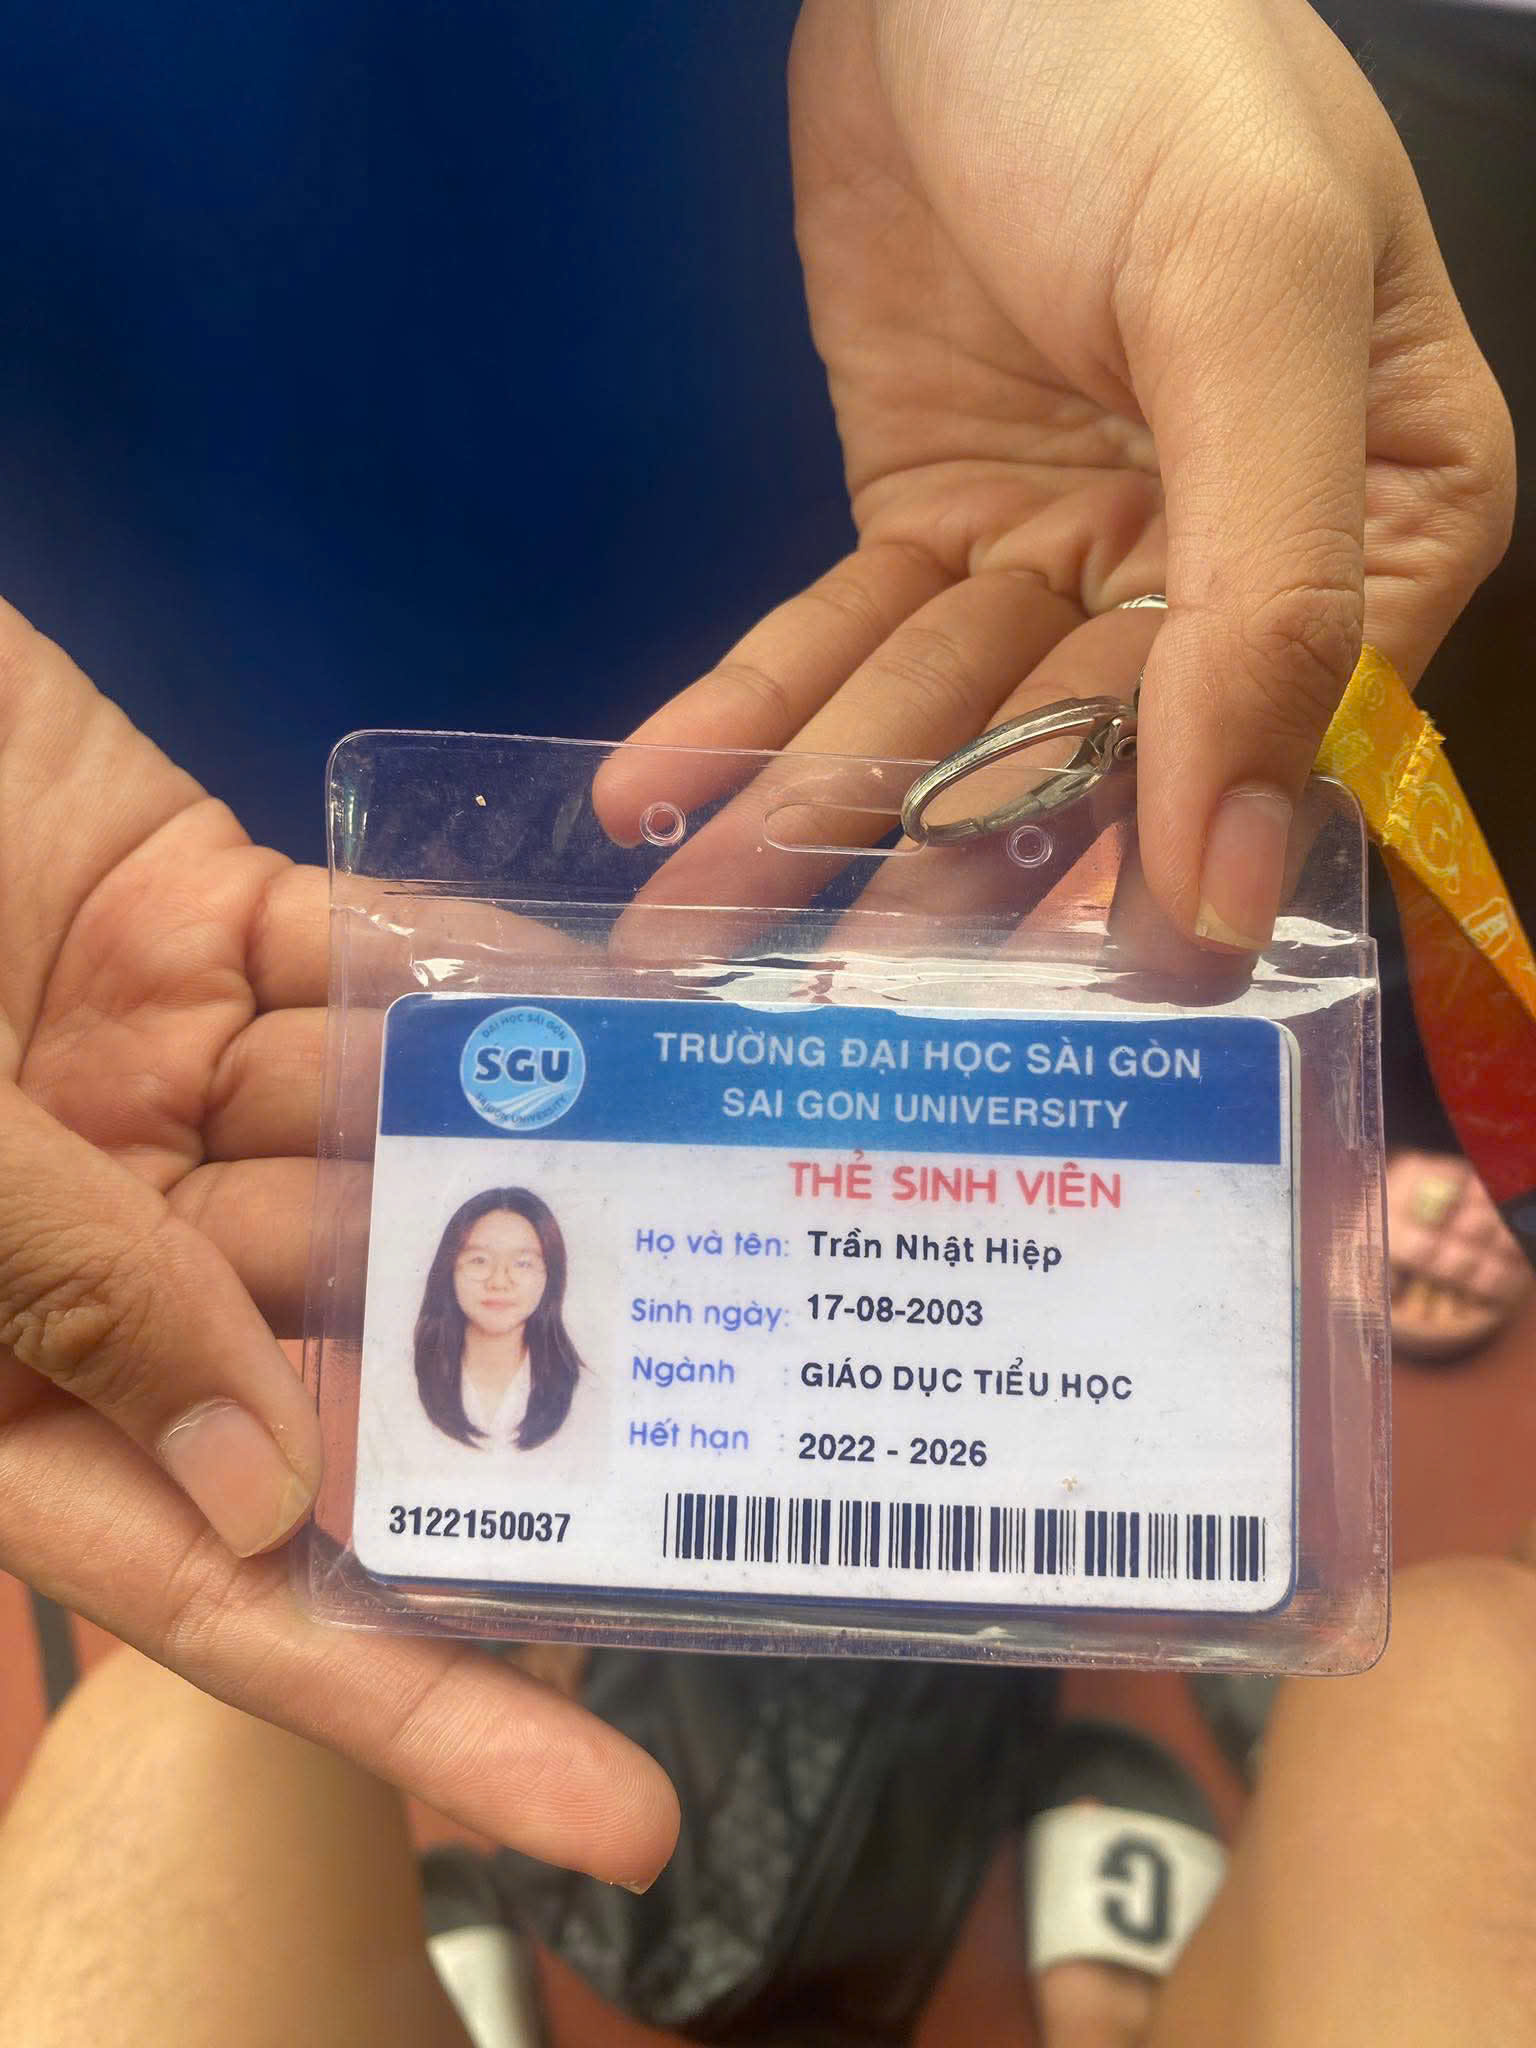 ĐẠI HỌC SÀI GÒN
SGU
SAIGON UNIVERSITY
TRƯỜNG ĐẠI HỌC SÀI GÒN
SAI GON UNIVERSITY
THẺ SINH VIÊN
Họ và tên: Trần Nhật Hiệp
Sinh ngày: 17-08-2003
Ngành : GIÁO DỤC TIỂU HỌC
Hết hạn : 2022 - 2026
3122150037
G